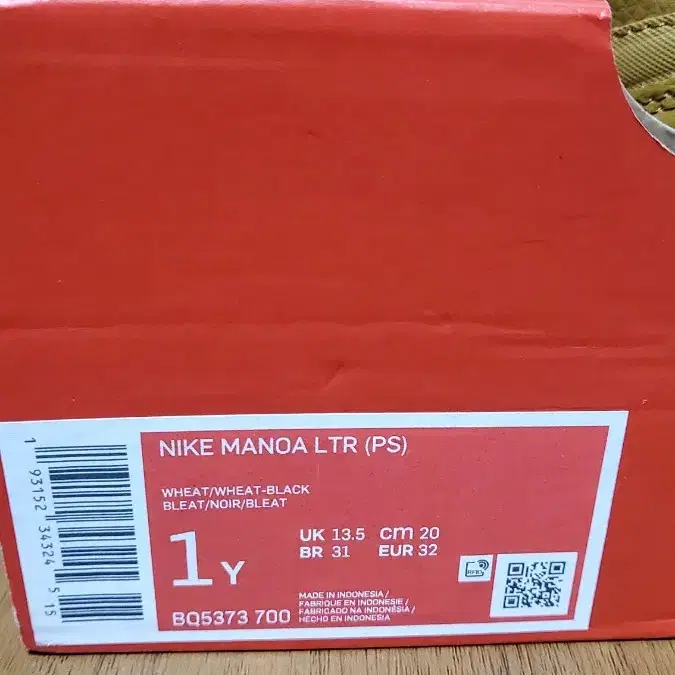 NIKE MANOA LTR (PS)
WHEAT/WHEAT-BLACK
BLEAT/NOIR/BLEAT
1Y
UK 13.5 cm 20
BR 31 EUR 32
RFID
BQ5373 700
MADE IN INDONESIA /
FABRIQUE EN INDONESIE /
FABRICADO NA INDONÉSIA /
HECHO EN INDONESIA
1 93152 34324 5 15